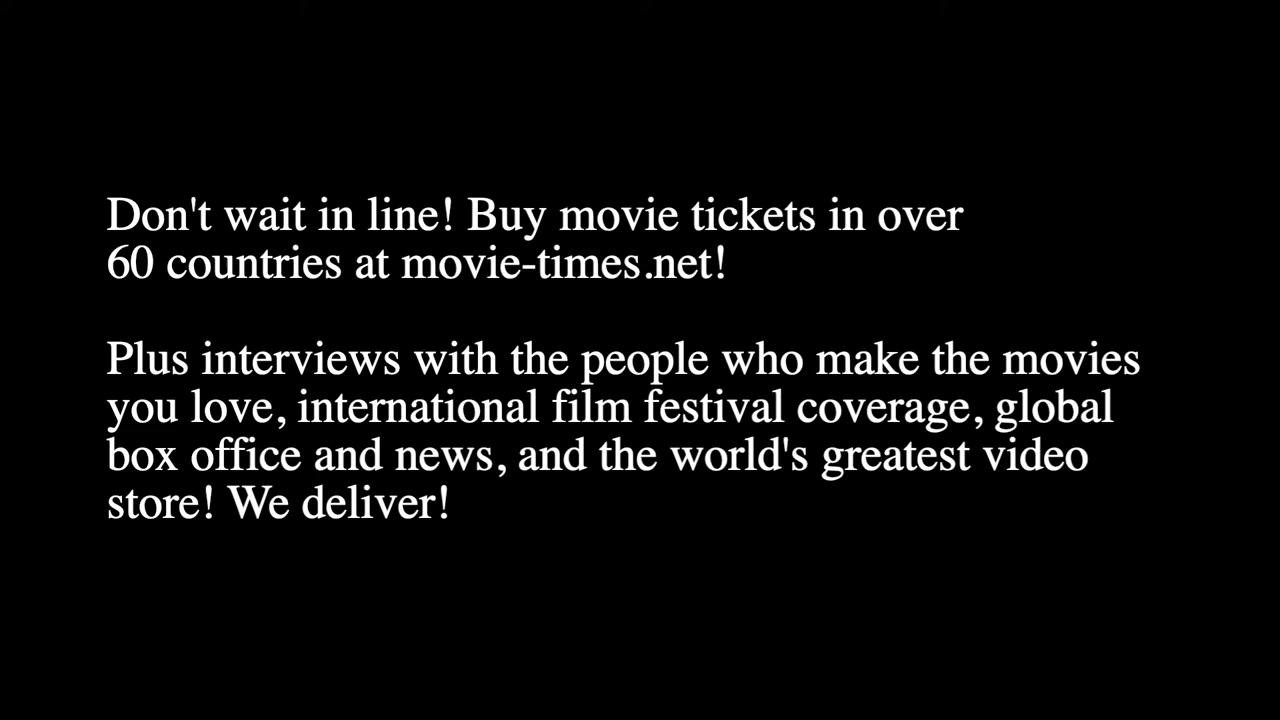 Don't wait in line! Buy movie tickets in over
60 countries at movie-times.net!
Plus interviews with the people who make the movies
you love, international film festival coverage, global
box office and news, and the world's greatest video
store! We deliver!